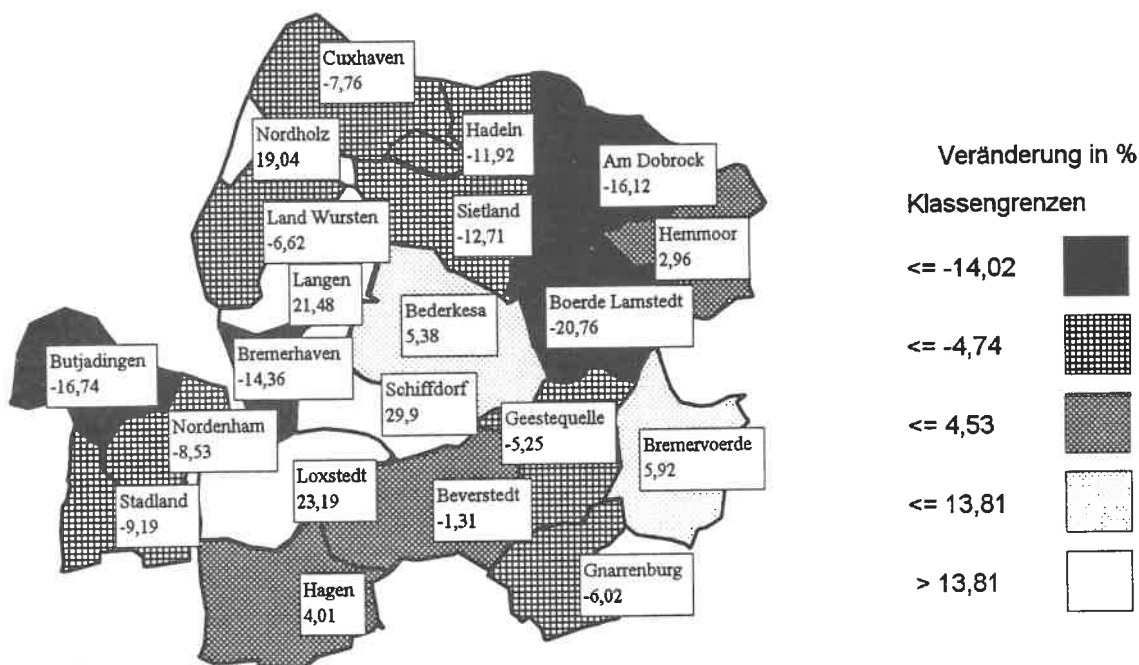 Cuxhaven
-7,76
Nordholz
19,04
Hadeln
-11,92
Am Dobrock
-16,12
Land Wursten
-6,62
Sietland
-12,71
Hemmoor
2,96
Langen
21,48
Bederkesa
5,38
Boerde Lamstedt
-20,76
Butjadingen
-16,74
Bremerhaven
-14,36
Schiffdorf
29,9
Nordenham
-8,53
Geestequelle
-5,25
Bremervoerde
5,92
Stadland
-9,19
Loxstedt
23,19
Beverstedt
-1,31
Hagen
4,01
Gnarrenburg
-6,02
Veränderung in %
Klassengrenzen
<= -14,02
<= -4,74
<= 4,53
<= 13,81
> 13,81